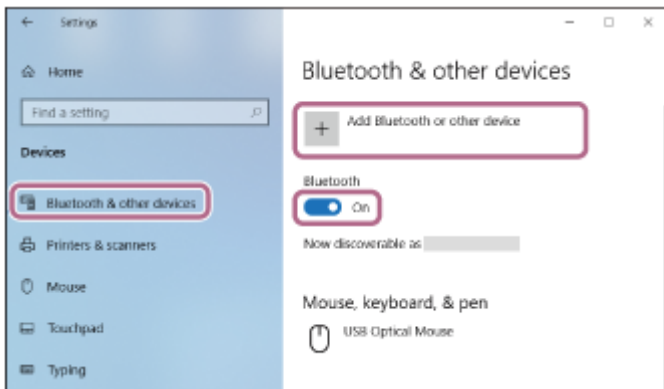 Settings
Home
Find a setting
Devices
Bluetooth & other devices
Printers & scanners
Mouse
Touchpad
Typing
Bluetooth & other devices
Add Bluetooth or other device
Bluetooth
On
Now discoverable as
Mouse, keyboard, & pen
USB Optical Mouse